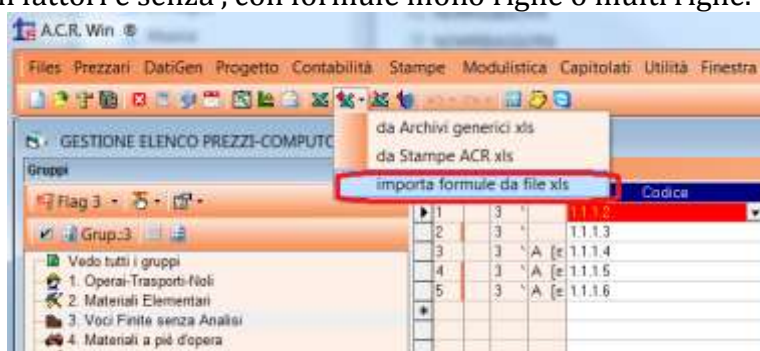 fattori e senza , con formule mono righe o multi righe.
A.C.R. Win ®
Files Prezzari DatiGen Progetto Contabilità Stampe Modulistica Capitolati Utilità Finestra
da Archivi generici xls
da Stampe ACR xls
importa formule da file xls
GESTIONE ELENCO PREZZI-COMPUTO
Gruppi
Codice
Flag 3
1 3 1.1.1.2
Grup.:3
2 3 1.1.1.3
3 3 A [e 1.1.1.4
Vedo tutti i gruppi
4 3 A [e 1.1.1.5
1. Operai-Trasporti-Noli
5 3 A [e 1.1.1.6
2. Materiali Elementari
3. Voci Finite senza Analisi
4. Materiali a piè d'opera